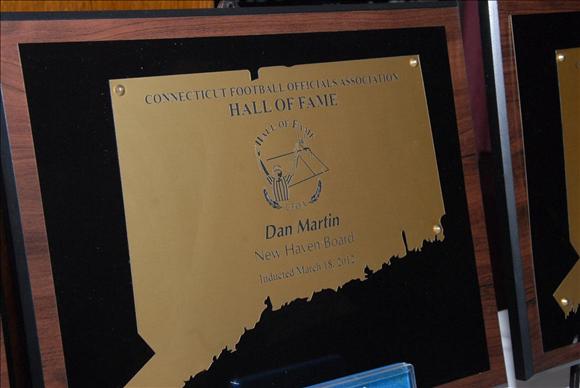 CONNECTICUT FOOTBALL OFFICIALS ASSOCIATION
HALL OF FAME
HALL OF FAME
C.F.O.A.
Dan Martin
New Haven Board
Inducted March 18, 2012